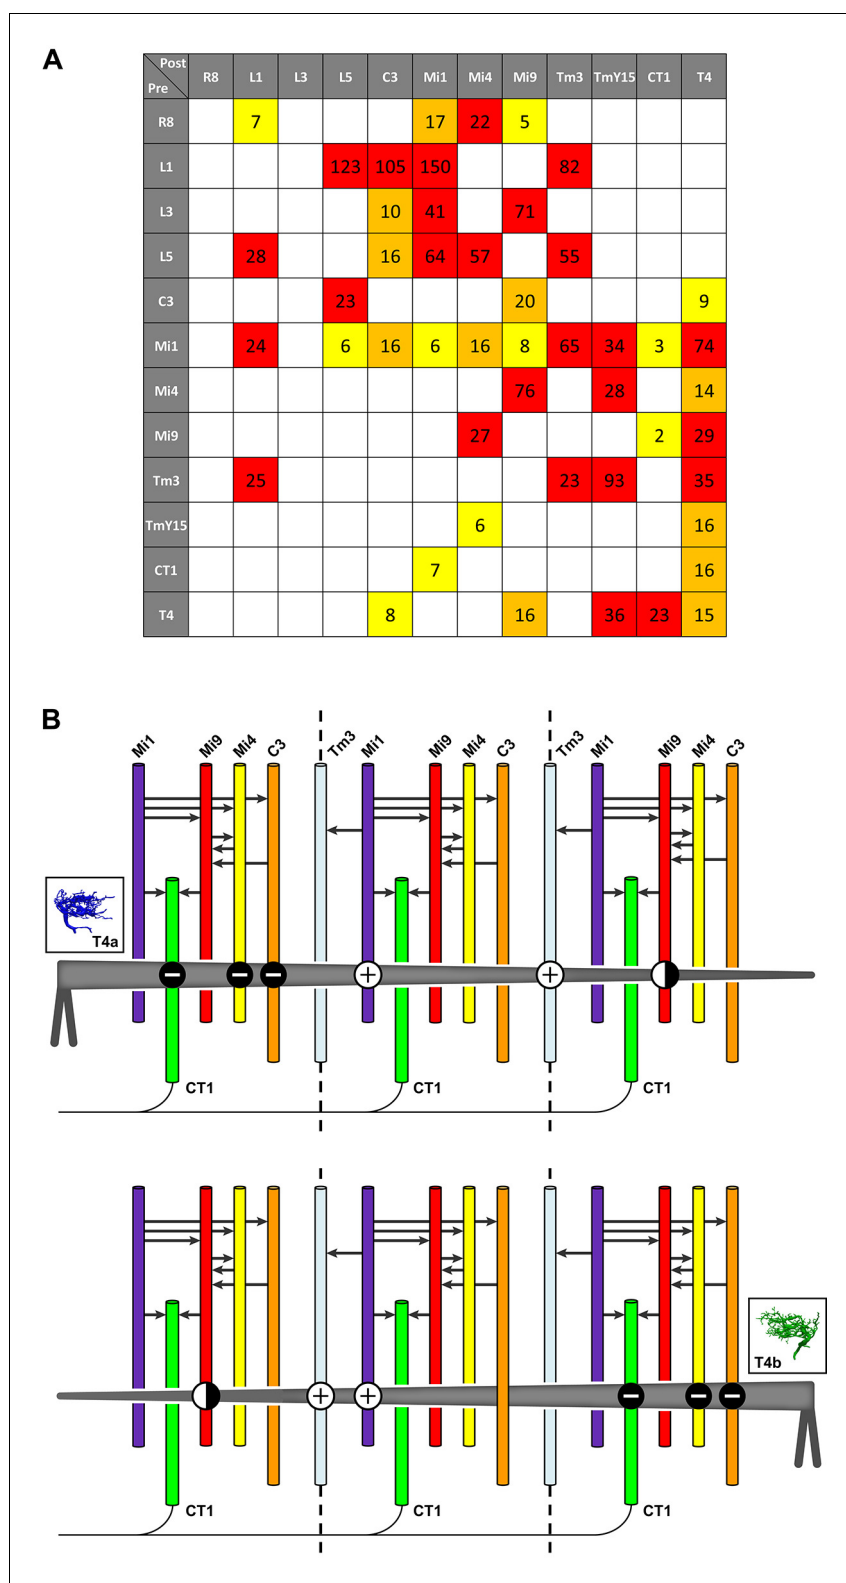 A
Post
Pre R8 L1 L3 L5 C3 Mi1 Mi4 Mi9 Tm3 TmY15 CT1 T4
R8 7 17 22 5
L1 123 105 150 82
L3 10 41 71
L5 28 16 64 57 55
C3 23 20 9
Mi1 24 6 16 6 16 8 65 34 3 74
Mi4 76 28 14
Mi9 27 2 29
Tm3 25 23 93 35
TmY15 6 16
CT1 7 16
T4 8 16 36 23 15
B
Mi1 Mi9 Mi4 C3 Tm3 Mi1 Mi9 Mi4 C3 Tm3 Mi1 Mi9 Mi4 C3
T4a
− − − + +
CT1 CT1 CT1
T4b
+ + − − −
CT1 CT1 CT1